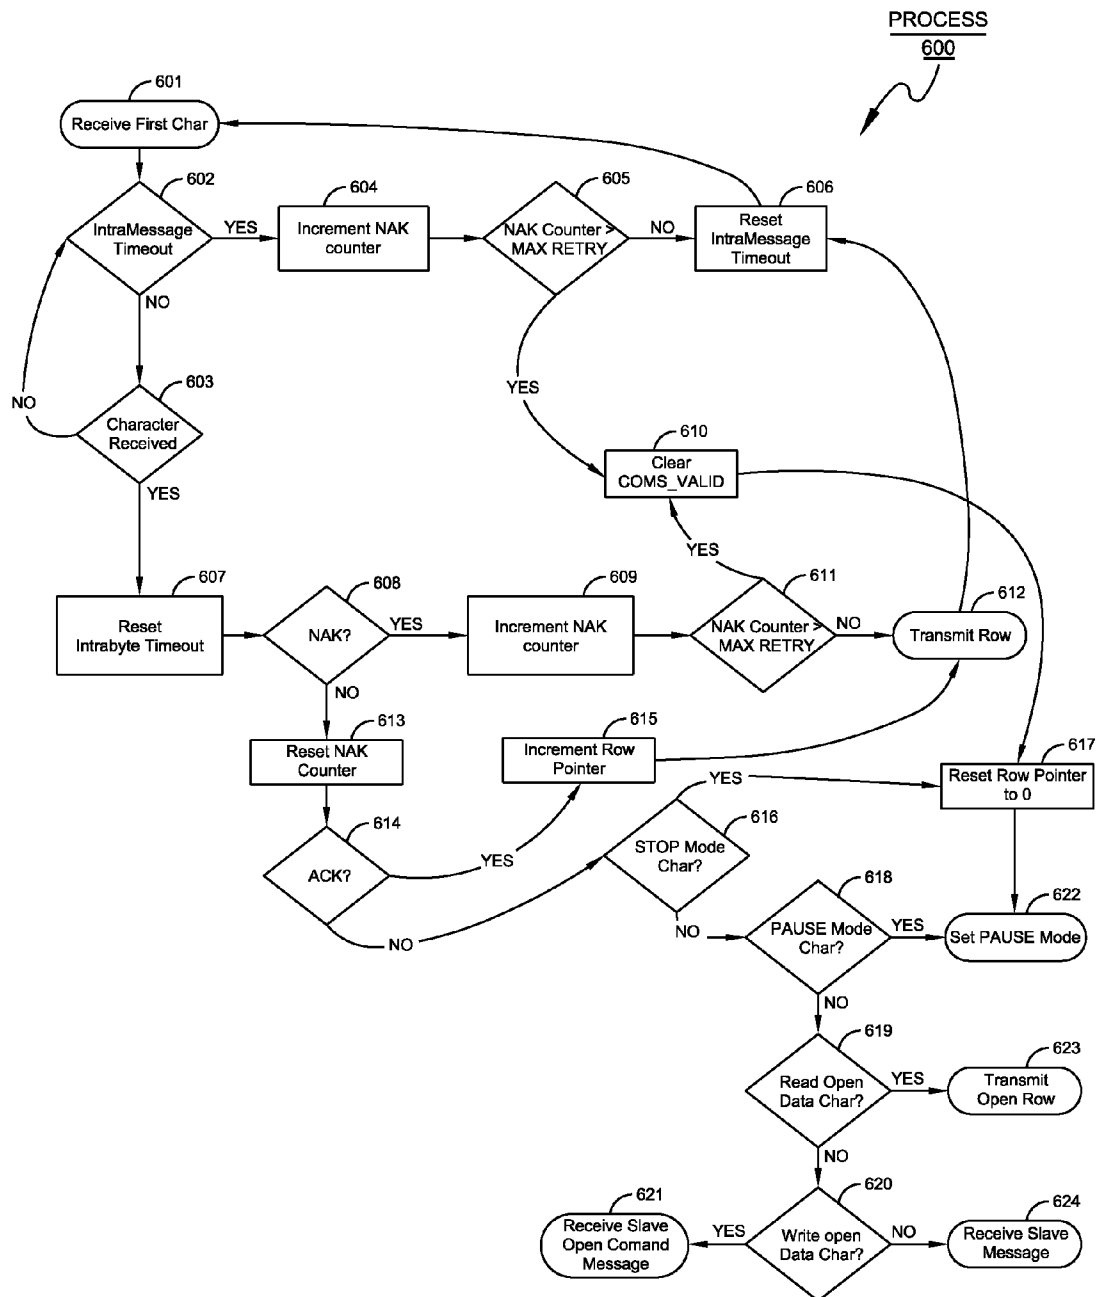 PROCESS
600
601
Receive First Char
602
IntraMessage
Timeout
YES
NO
604
Increment NAK
counter
605
NAK Counter >
MAX RETRY
NO
YES
606
Reset
IntraMessage
Timeout
603
Character
Received
NO
YES
610
Clear
COMS_VALID
YES
607
Reset
Intrabyte Timeout
608
NAK?
YES
NO
609
Increment NAK
counter
611
NAK Counter >
MAX RETRY
NO
612
Transmit Row
613
Reset NAK
Counter
615
Increment Row
Pointer
617
Reset Row Pointer
to 0
614
ACK?
YES
NO
616
STOP Mode
Char?
YES
NO
618
PAUSE Mode
Char?
YES
NO
622
Set PAUSE Mode
619
Read Open
Data Char?
YES
NO
623
Transmit
Open Row
620
Write open
Data Char?
YES
NO
621
Receive Slave
Open Comand
Message
624
Receive Slave
Message